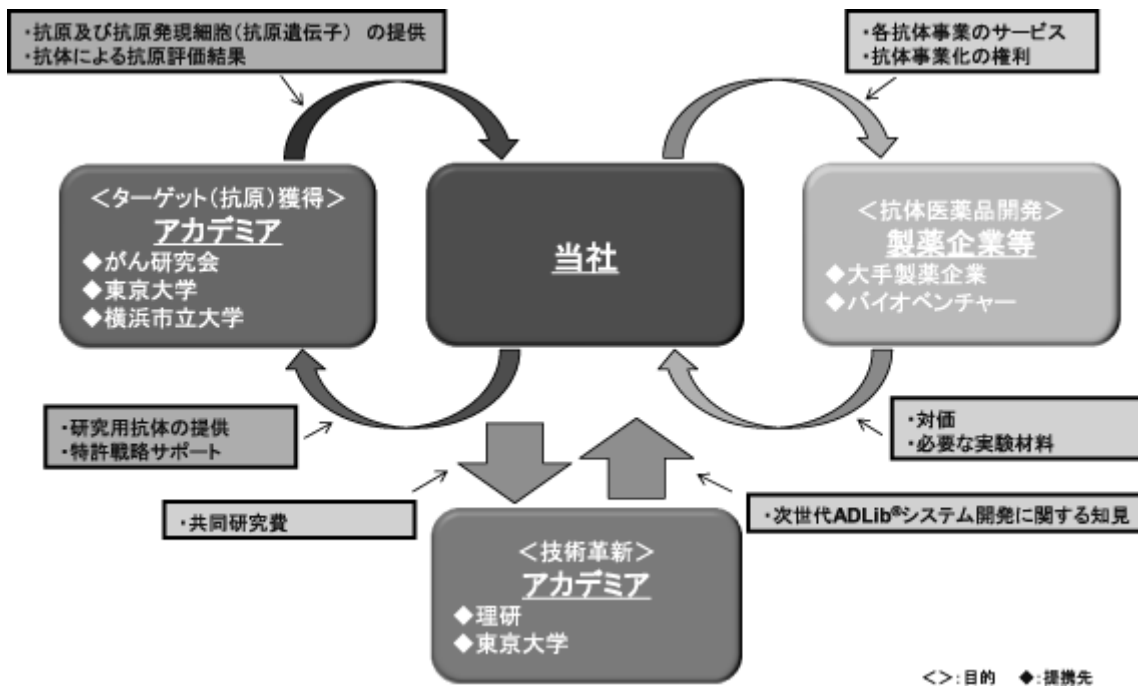 ・抗原及び抗原発現細胞(抗原遺伝子) の提供
・抗体による抗原評価結果
・各抗体事業のサービス
・抗体事業化の権利
＜ターゲット(抗原)獲得＞
アカデミア
◆がん研究会
◆東京大学
◆横浜市立大学
当社
＜抗体医薬品開発＞
製薬企業等
◆大手製薬企業
◆バイオベンチャー
・研究用抗体の提供
・特許戦略サポート
・対価
・必要な実験材料
・共同研究費
・次世代ADLib®システム開発に関する知見
＜技術革新＞
アカデミア
◆理研
◆東京大学
＜＞:目的 ◆:提携先